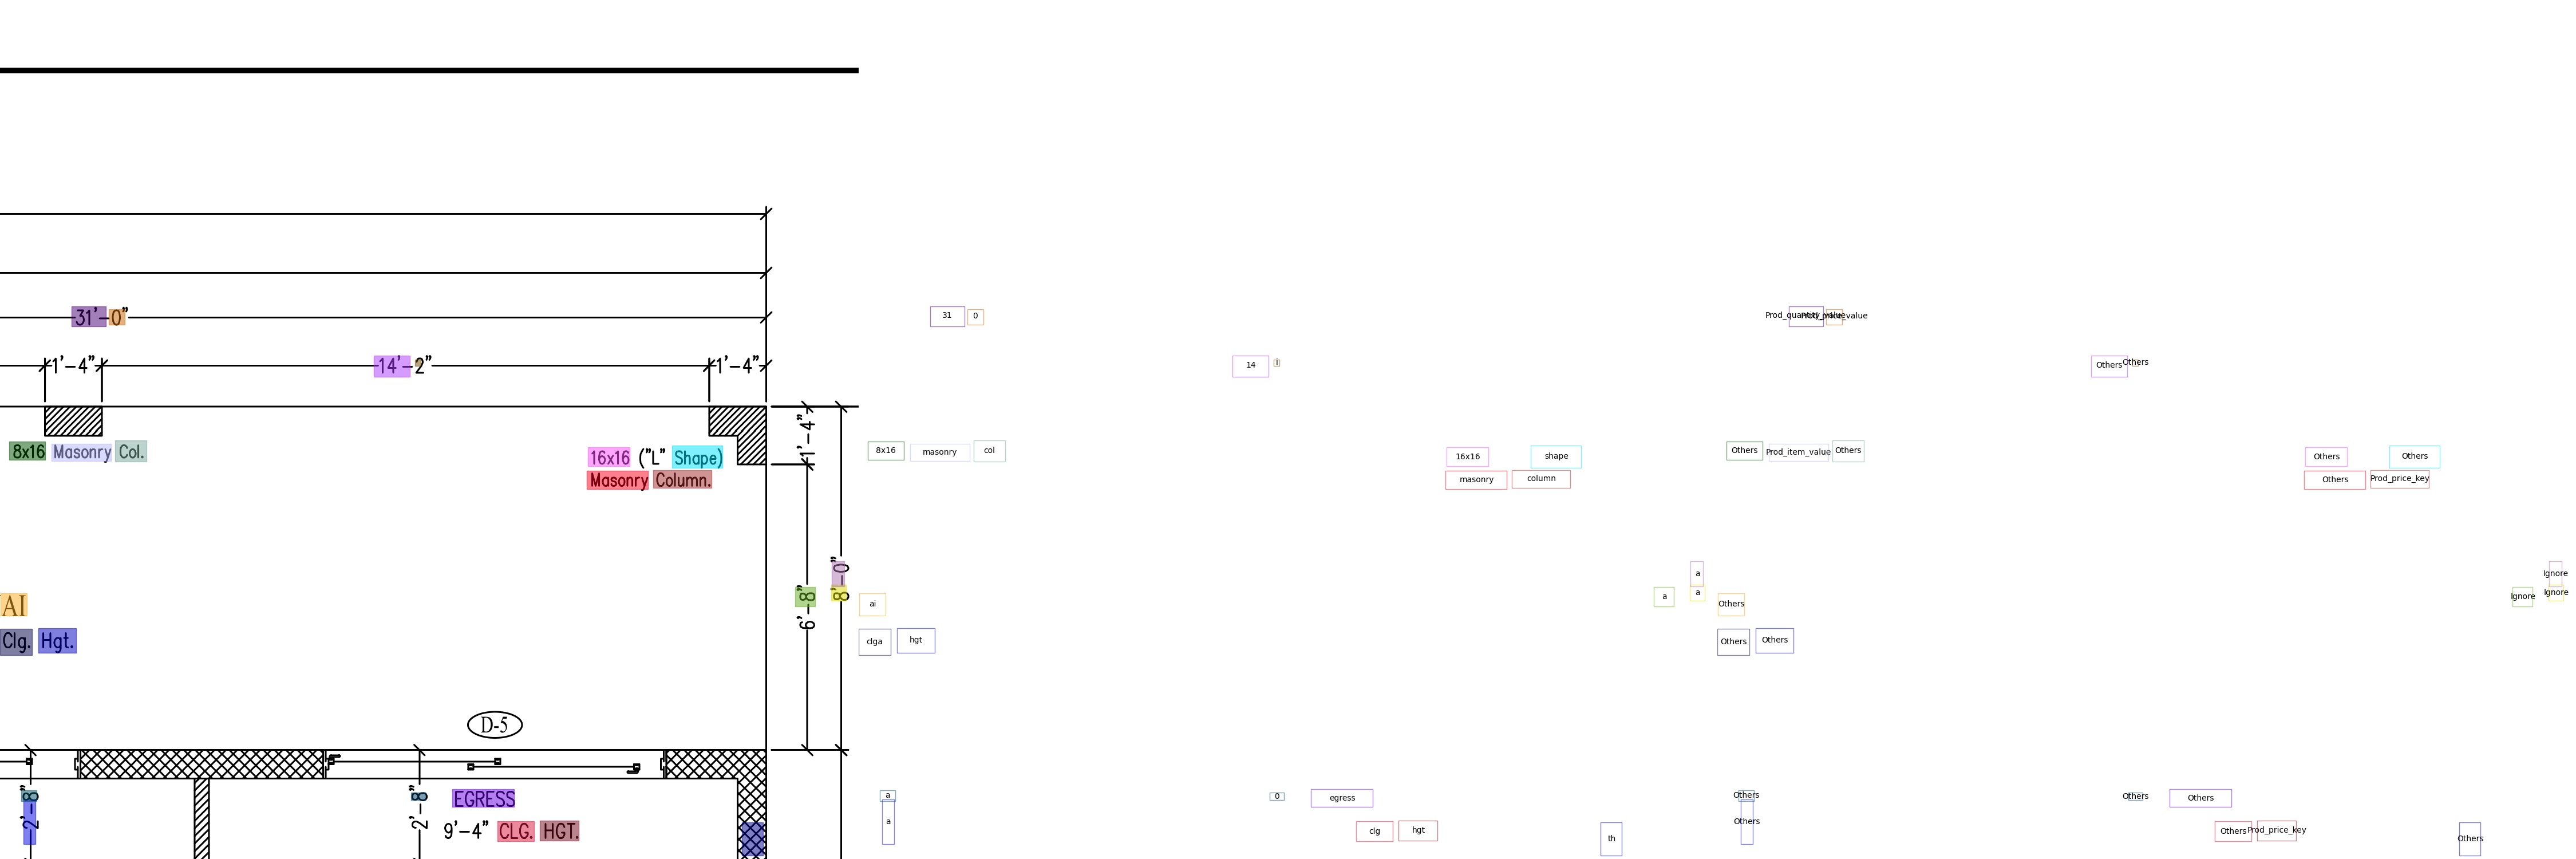 31'-0" 31 0 Prod_quantity_value Prod_price_value
1'-4" 14'-2" 1'-4" 14 Others Others
1'-4"
8x16 Masonry Col. 8x16 masonry col Others Prod_item_value Others
16x16 ("L" Shape) 16x16 shape Others Others
Masonry Column. masonry column Others Prod_price_key
8'-0" a Ignore
6'-8" a a Ignore Ignore
AI ai Others
Clg. Hgt. clga hgt Others Others
D-5
2'-8" 2'-8" EGRESS a 0 egress Others Others Others
9'-4" CLG. HGT. a clg hgt th Others Others Prod_price_key Others